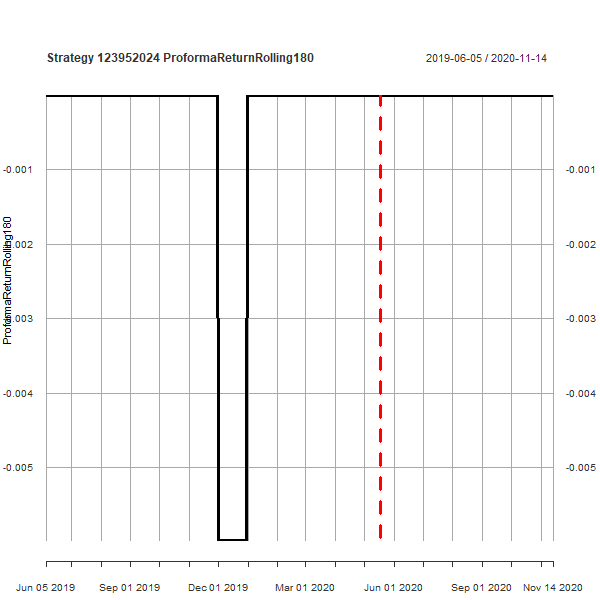 Strategy 123952024 ProformaReturnRolling180
2019-06-05 / 2020-11-14
-0.001
-0.001
ProformaReturnRolling180
-0.002
-0.002
-0.003
-0.003
-0.004
-0.004
-0.005
-0.005
Jun 05 2019
Sep 01 2019
Dec 01 2019
Mar 01 2020
Jun 01 2020
Sep 01 2020
Nov 14 2020